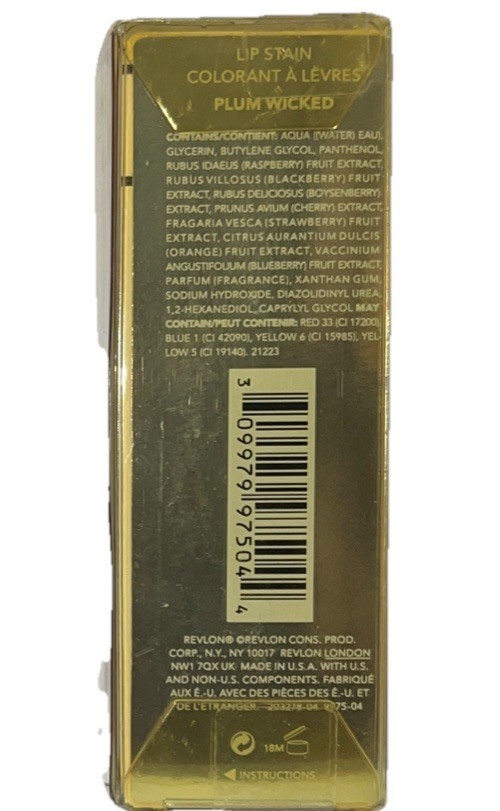 LIP STAIN
COLORANT À LÈVRES
PLUM WICKED
CONTAINS/CONTIENT: AQUA ((WATER) EAU),
GLYCERIN, BUTYLENE GLYCOL, PANTHENOL,
RUBUS IDAEUS (RASPBERRY) FRUIT EXTRACT,
RUBUS VILLOSUS (BLACKBERRY) FRUIT
EXTRACT, RUBUS DELICIOSUS (BOYSENBERRY)
EXTRACT, PRUNUS AVIUM (CHERRY) EXTRACT,
FRAGARIA VESCA (STRAWBERRY) FRUIT
EXTRACT, CITRUS AURANTIUM DULCIS
(ORANGE) FRUIT EXTRACT, VACCINIUM
ANGUSTIFOLIUM (BLUEBERRY) FRUIT EXTRACT,
PARFUM (FRAGRANCE), XANTHAN GUM,
SODIUM HYDROXIDE, DIAZOLIDINYL UREA,
1,2-HEXANEDIOL, CAPRYLYL GLYCOL MAY
CONTAIN/PEUT CONTENIR: RED 33 (CI 17200),
BLUE 1 (CI 42090), YELLOW 6 (CI 15985), YEL-
LOW 5 (CI 19140). 21223
3 09979 97504 4
REVLON® ©REVLON CONS. PROD.
CORP., N.Y., NY 10017 REVLON LONDON
NW1 7QX UK MADE IN U.S.A. WITH U.S.
AND NON-U.S. COMPONENTS. FABRIQUÉ
AUX É.-U. AVEC DES PIÈCES DES É.-U. ET
DE L'ETRANGER.
18M
INSTRUCTIONS